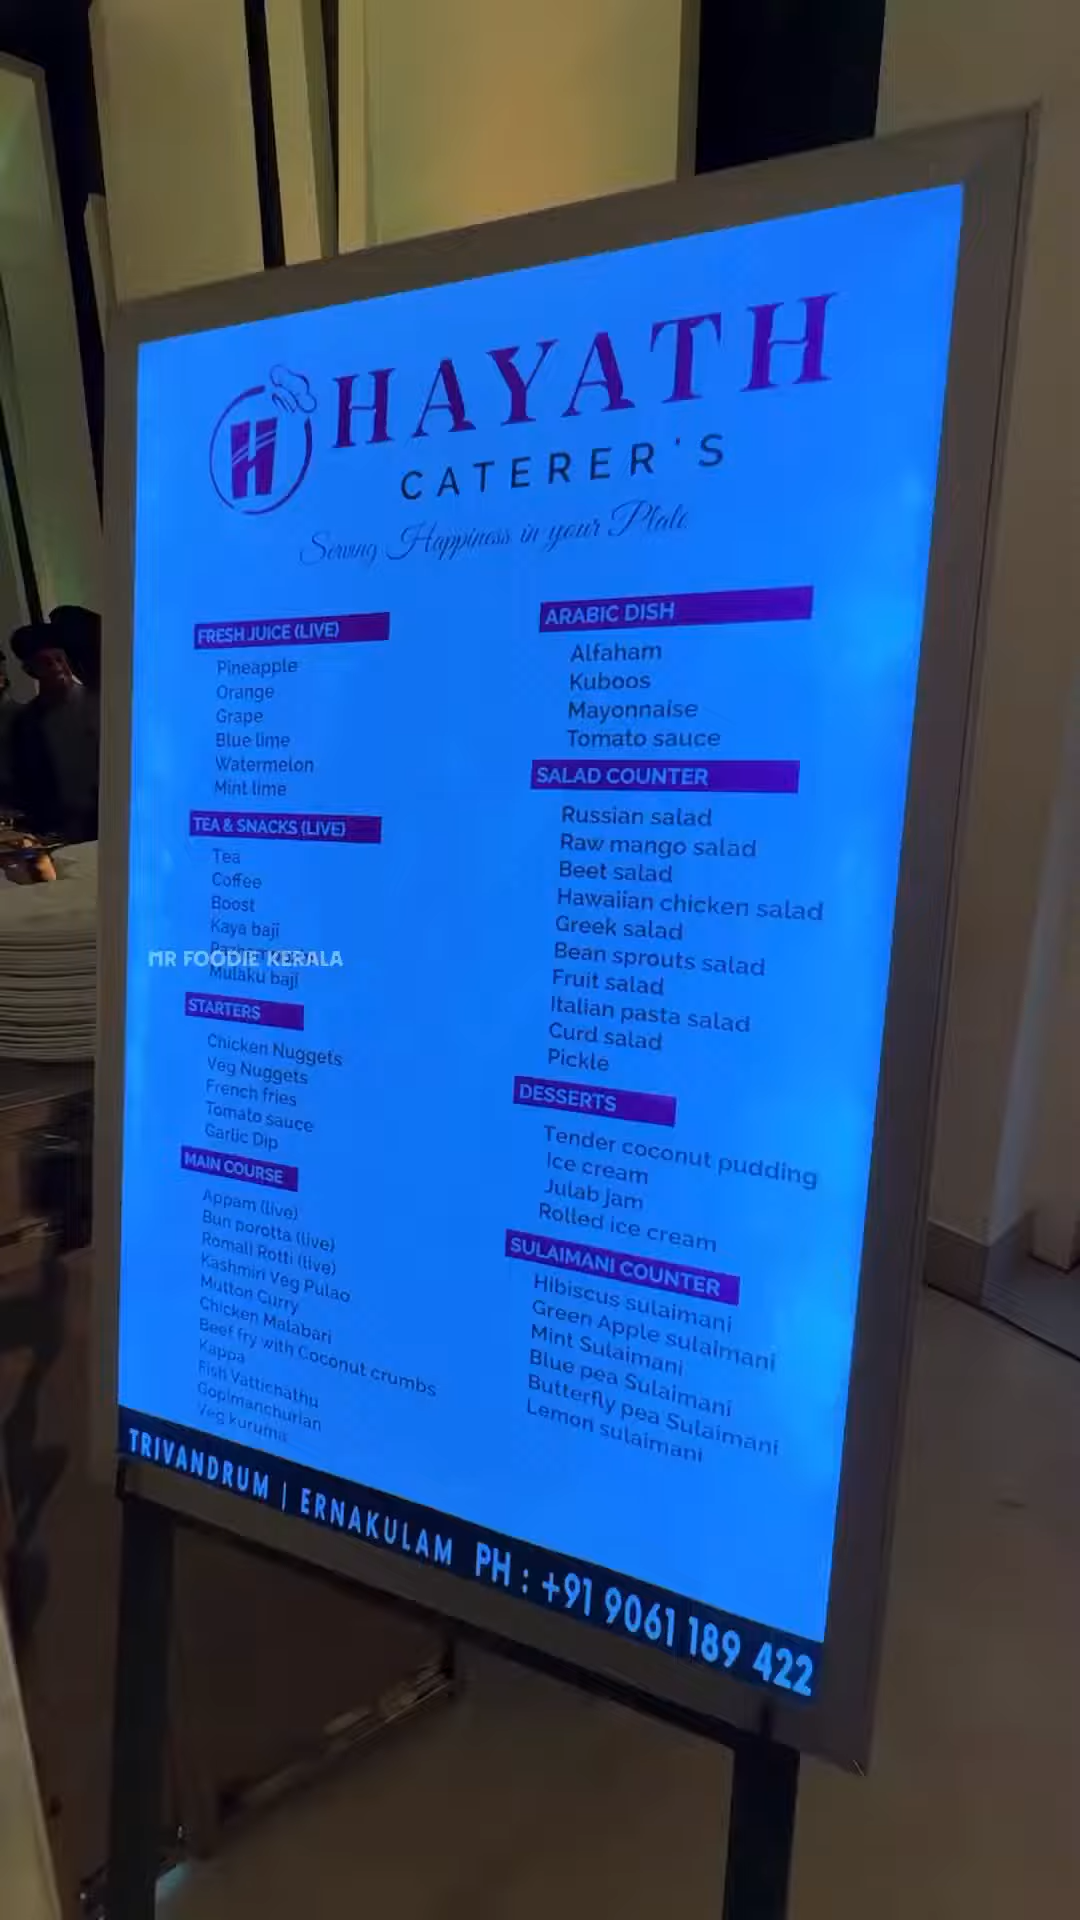 HAYATH
CATERER'S
Serving Happiness in your Plate
FRESH JUICE (LIVE)
Pineapple
Orange
Grape
Blue lime
Watermelon
Mint lime
TEA & SNACKS (LIVE)
Tea
Coffee
Boost
Kaya baji
MR FOODIE KERALA
Mulaku baji
STARTERS
Chicken Nuggets
Veg Nuggets
French fries
Tomato sauce
Garlic Dip
MAIN COURSE
Appam (live)
Bun porotta (live)
Romali Rotti (live)
Kashmiri Veg Pulao
Mutton Curry
Chicken Malabari
Beef fry with Coconut crumbs
Kappa
Fish Vattichathu
Gopimanchurian
Veg kuruma
ARABIC DISH
Alfaham
Kuboos
Mayonnaise
Tomato sauce
SALAD COUNTER
Russian salad
Raw mango salad
Beet salad
Hawaiian chicken salad
Greek salad
Bean sprouts salad
Fruit salad
Italian pasta salad
Curd salad
Pickle
DESSERTS
Tender coconut pudding
Ice cream
Julab jam
Rolled ice cream
SULAIMANI COUNTER
Hibiscus sulaimani
Green Apple sulaimani
Mint Sulaimani
Blue pea Sulaimani
Butterfly pea Sulaimani
Lemon sulaimani
TRIVANDRUM | ERNAKULAM PH : +91 9061 189 422